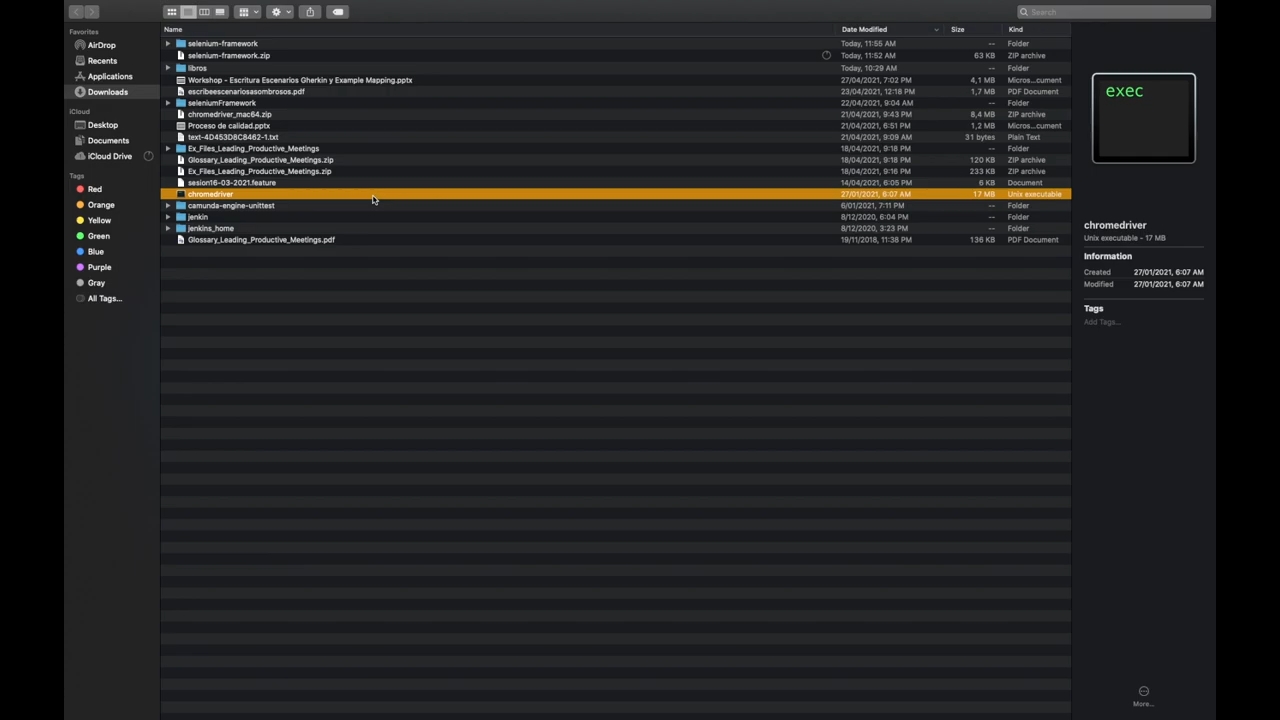 Search
Favorites
AirDrop
Recents
Applications
Downloads
iCloud
Desktop
Documents
iCloud Drive
Tags
Red
Orange
Yellow
Green
Blue
Purple
Gray
All Tags...
Name Date Modified Size Kind
selenium-framework Today, 11:55 AM -- Folder
selenium-framework.zip Today, 11:52 AM 63 KB ZIP archive
libros Today, 10:29 AM -- Folder
Workshop - Escritura Escenarios Gherkin y Example Mapping.pptx 27/04/2021, 7:02 PM 4,1 MB Micros...cument
escribeescenariosasombrosos.pdf 23/04/2021, 12:18 PM 1,7 MB PDF Document
seleniumFramework 22/04/2021, 9:04 AM -- Folder
chromedriver_mac64.zip 21/04/2021, 9:43 PM 8,4 MB ZIP archive
Proceso de calidad.pptx 21/04/2021, 6:51 PM 1,2 MB Micros...cument
text-4D453D8C8462-1.txt 21/04/2021, 9:09 AM 31 bytes Plain Text
Ex_Files_Leading_Productive_Meetings 18/04/2021, 9:18 PM -- Folder
Glossary_Leading_Productive_Meetings.zip 18/04/2021, 9:18 PM 120 KB ZIP archive
Ex_Files_Leading_Productive_Meetings.zip 18/04/2021, 9:16 PM 233 KB ZIP archive
sesion16-03-2021.feature 14/04/2021, 6:05 PM 6 KB Document
chromedriver 27/01/2021, 6:07 AM 17 MB Unix executable
camunda-engine-unittest 6/01/2021, 7:11 PM -- Folder
jenkin 8/12/2020, 6:04 PM -- Folder
jenkins_home 8/12/2020, 3:23 PM -- Folder
Glossary_Leading_Productive_Meetings.pdf 19/11/2018, 11:38 PM 136 KB PDF Document
exec
chromedriver
Unix executable - 17 MB
Information
Created 27/01/2021, 6:07 AM
Modified 27/01/2021, 6:07 AM
Tags
Add Tags...
More...